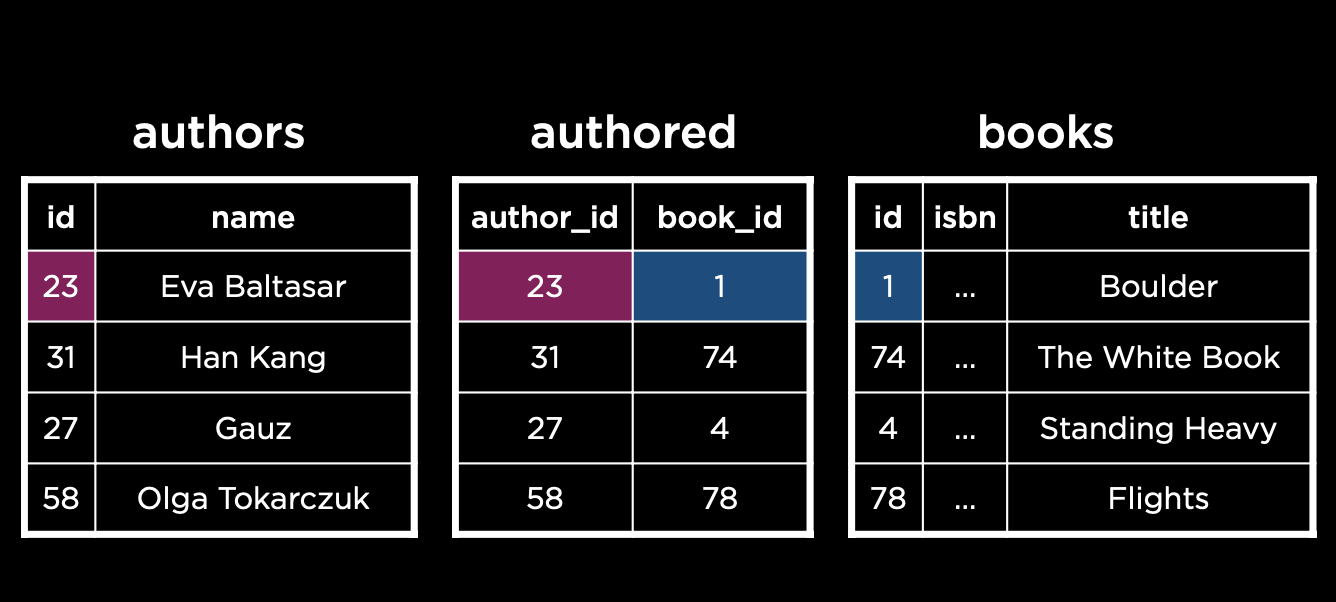 authors
id name
23 Eva Baltasar
31 Han Kang
27 Gauz
58 Olga Tokarczuk
authored
author_id book_id
23 1
31 74
27 4
58 78
books
id isbn title
1 ... Boulder
74 ... The White Book
4 ... Standing Heavy
78 ... Flights